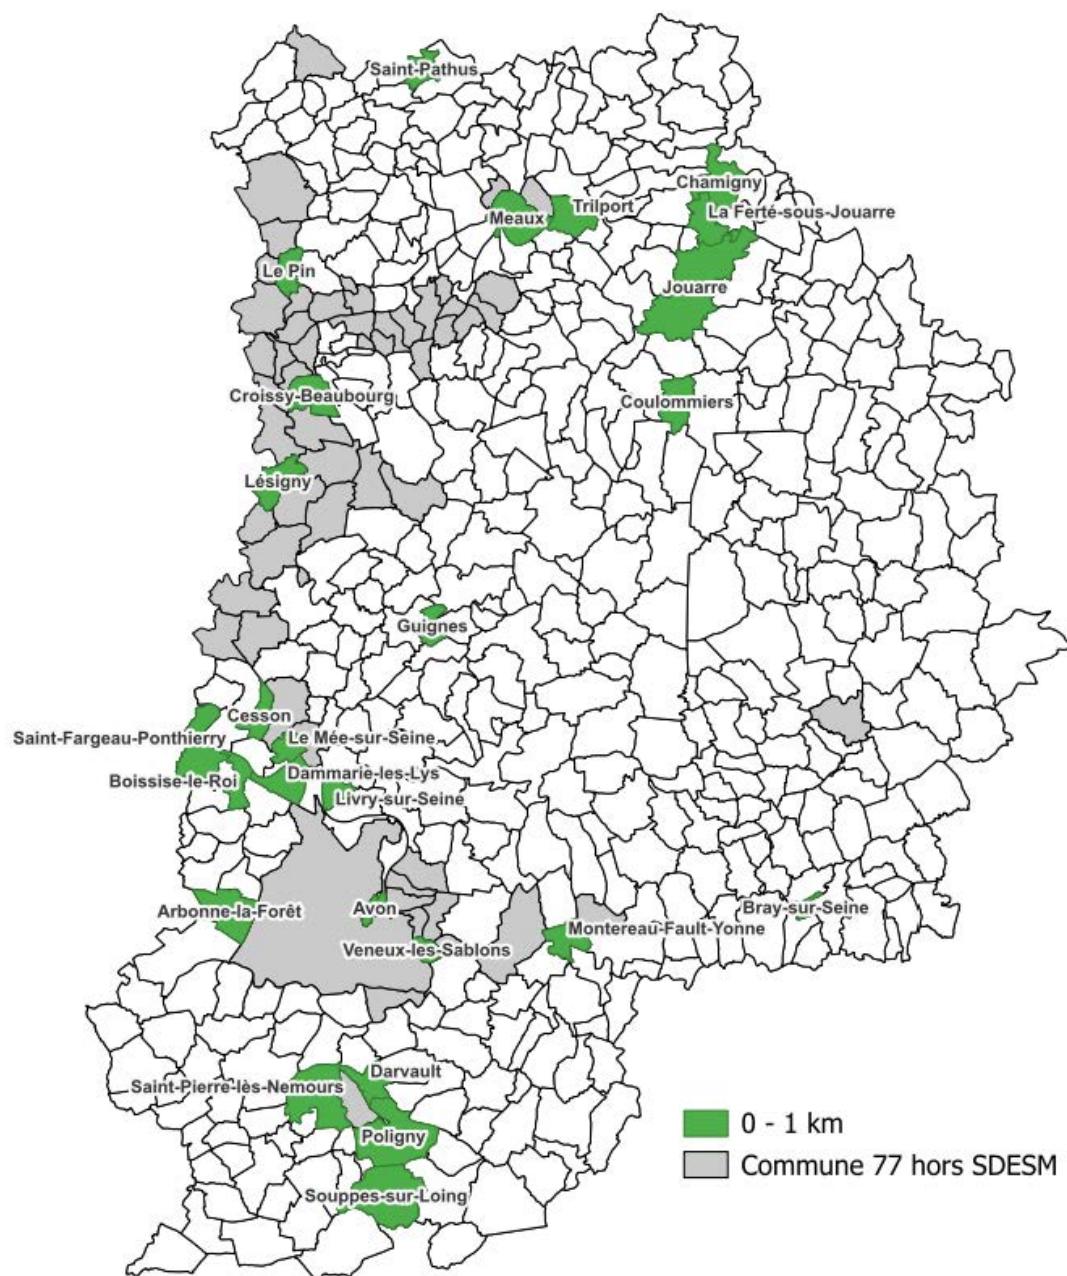 Saint-Pathus
Chamigny
Trilport
Meaux
La Ferté-sous-Jouarre
Le Pin
Jouarre
Croissy-Beaubourg
Coulommiers
Lésigny
Guignes
Cesson
Saint-Fargeau-Ponthierry
Le Mée-sur-Seine
Dammarie-les-Lys
Boissise-le-Roi
Livry-sur-Seine
Arbonne-la-Forêt
Avon
Bray-sur-Seine
Montereau-Fault-Yonne
Veneux-les-Sablons
Darvault
Saint-Pierre-lès-Nemours
Poligny
Souppes-sur-Loing
0 - 1 km
Commune 77 hors SDESM